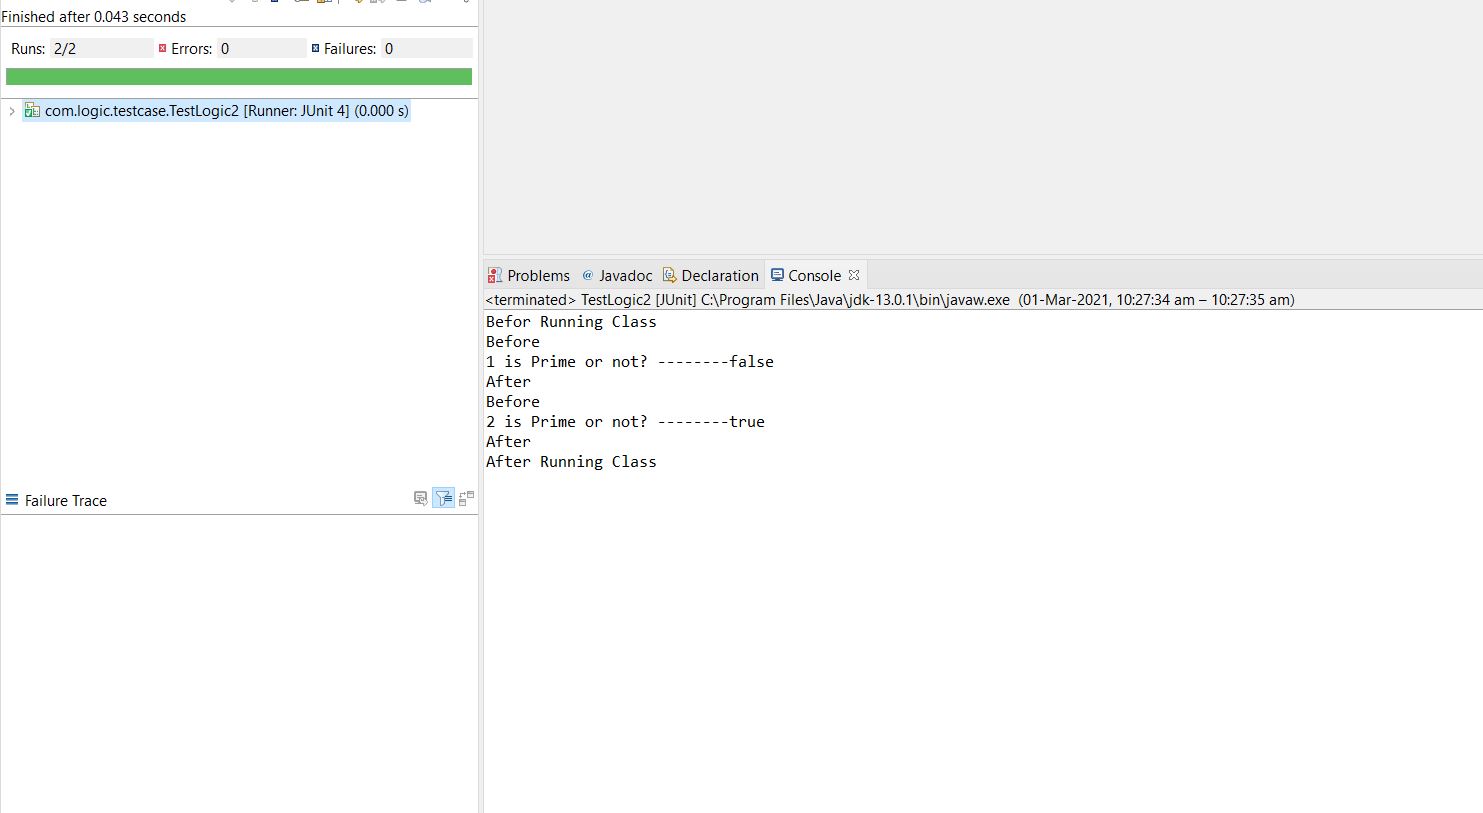 Finished after 0.043 seconds
Runs: 2/2 Errors: 0 Failures: 0
com.logic.testcase.TestLogic2 [Runner: JUnit 4] (0.000 s)
Failure Trace
Problems @ Javadoc Declaration Console
<terminated> TestLogic2 [JUnit] C:\Program Files\Java\jdk-13.0.1\bin\javaw.exe (01-Mar-2021, 10:27:34 am – 10:27:35 am)
Befor Running Class
Before
1 is Prime or not? --------false
After
Before
2 is Prime or not? --------true
After
After Running Class